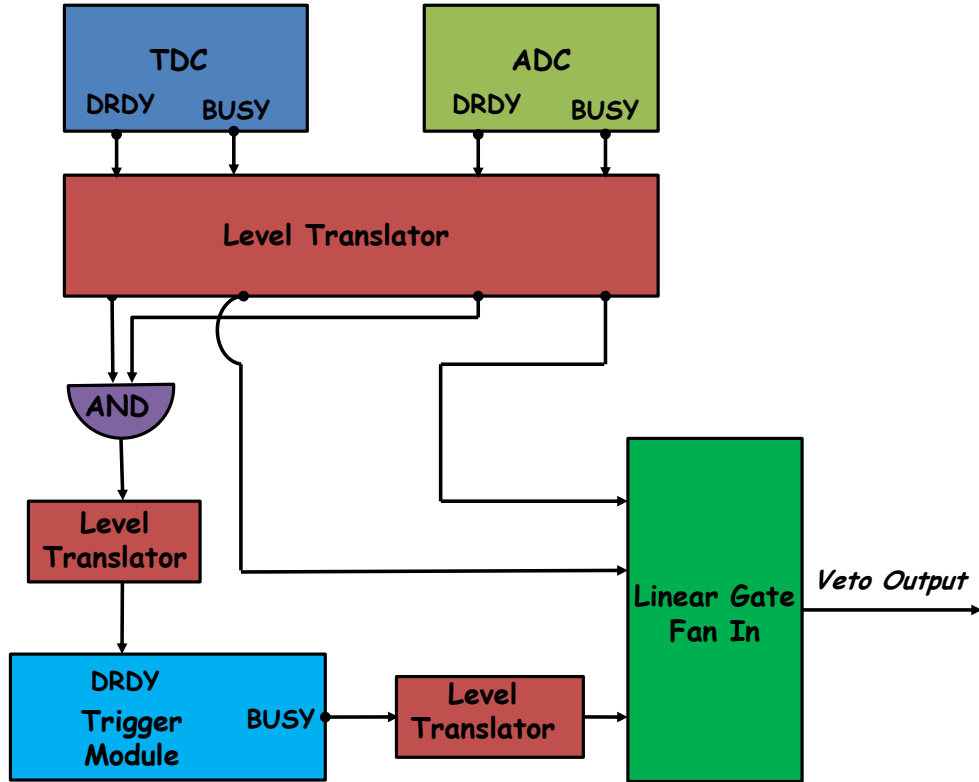 TDC
DRDY
BUSY
ADC
DRDY
BUSY
Level Translator
AND
Level
Translator
DRDY
Trigger
Module
BUSY
Level
Translator
Linear Gate
Fan In
Veto Output